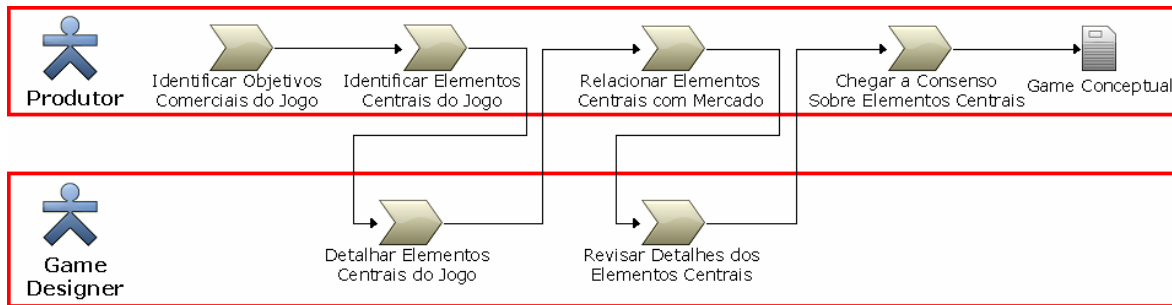 Produtor
Identificar Objetivos
Comerciais do Jogo
Identificar Elementos
Centrais do Jogo
Relacionar Elementos
Centrais com Mercado
Chegar a Consenso
Sobre Elementos Centrais
Game Conceptual
Game
Designer
Detalhar Elementos
Centrais do Jogo
Revisar Detalhes dos
Elementos Centrais